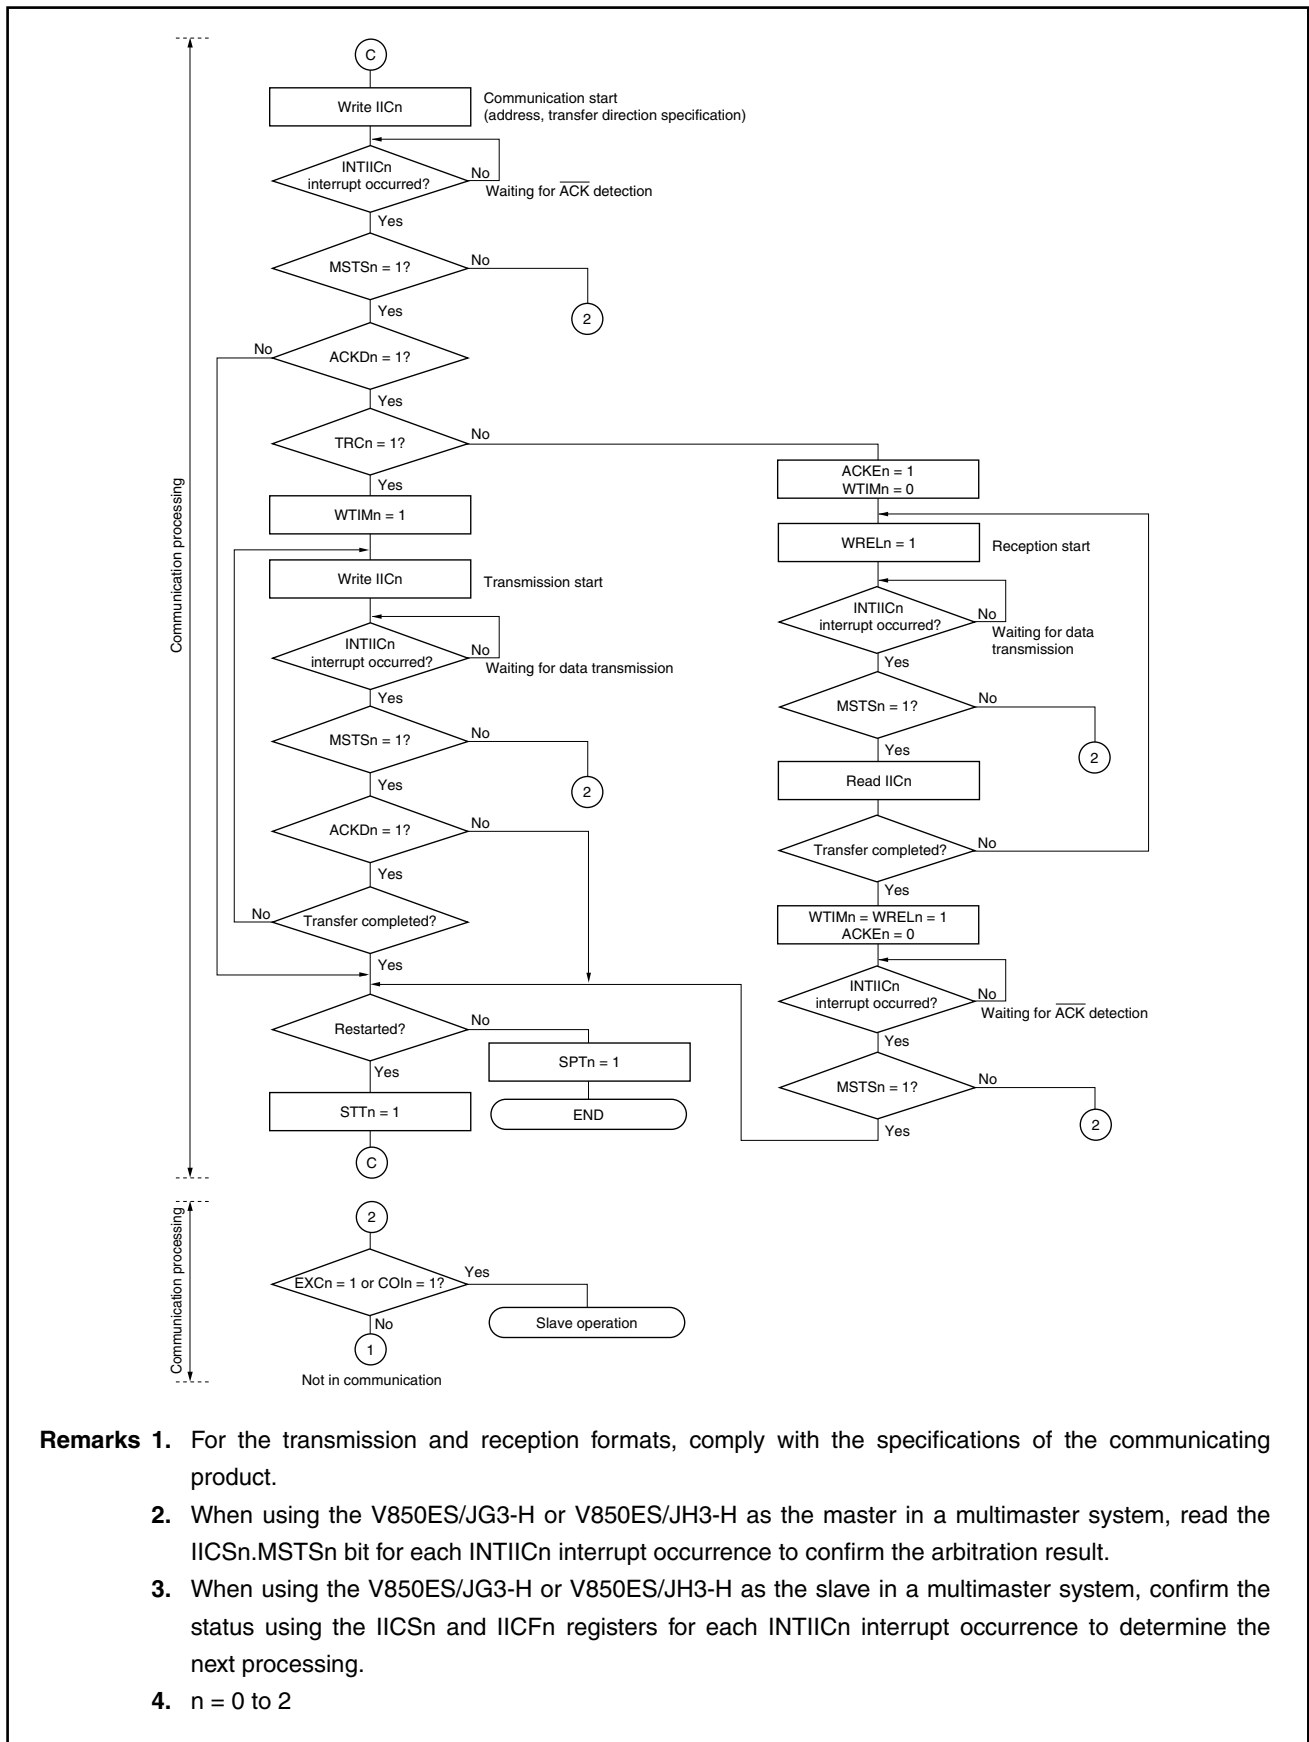 C
Write IICn
Communication start
(address, transfer direction specification)
INTIICn
interrupt occurred?
No
Waiting for ACK detection
Yes
MSTSn = 1?
No
2
Yes
ACKDn = 1?
No
Yes
TRCn = 1?
No
Yes
WTIMn = 1
Write IICn
Transmission start
INTIICn
interrupt occurred?
No
Waiting for data transmission
Yes
MSTSn = 1?
No
2
Yes
ACKDn = 1?
No
Yes
Transfer completed?
No
Yes
Restarted?
No
SPTn = 1
END
Yes
STTn = 1
C
ACKEn = 1
WTIMn = 0
WRELn = 1
Reception start
INTIICn
interrupt occurred?
No
Waiting for data
transmission
Yes
MSTSn = 1?
No
2
Yes
Read IICn
Transfer completed?
No
Yes
WTIMn = WRELn = 1
ACKEn = 0
INTIICn
interrupt occurred?
No
Waiting for ACK detection
Yes
MSTSn = 1?
No
2
Yes
Communication processing
2
EXCn = 1 or COIn = 1?
Yes
Slave operation
No
1
Not in communication
Communication processing
Remarks 1. For the transmission and reception formats, comply with the specifications of the communicating
product.
2. When using the V850ES/JG3-H or V850ES/JH3-H as the master in a multimaster system, read the
IICSn.MSTSn bit for each INTIICn interrupt occurrence to confirm the arbitration result.
3. When using the V850ES/JG3-H or V850ES/JH3-H as the slave in a multimaster system, confirm the
status using the IICSn and IICFn registers for each INTIICn interrupt occurrence to determine the
next processing.
4. n = 0 to 2